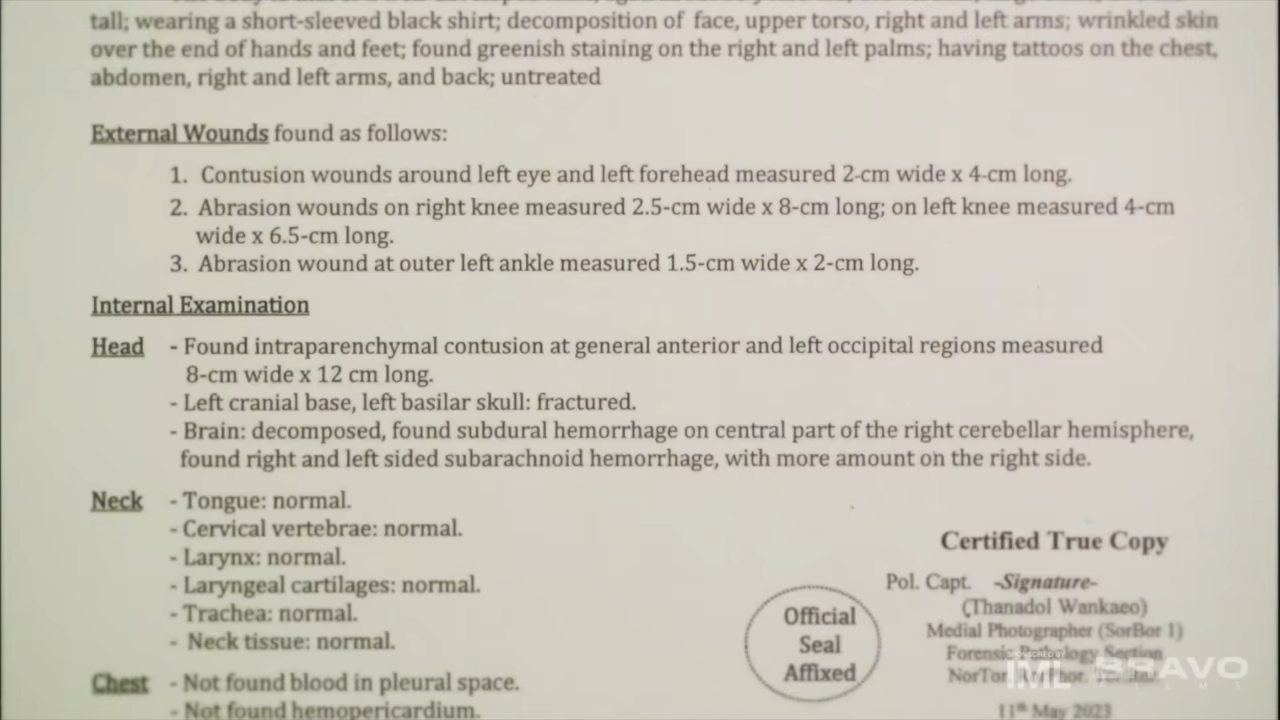 tall; wearing a short-sleeved black shirt; decomposition of face, upper torso, right and left arms; wrinkled skin
over the end of hands and feet; found greenish staining on the right and left palms; having tattoos on the chest,
abdomen, right and left arms, and back; untreated
External Wounds found as follows:
1. Contusion wounds around left eye and left forehead measured 2-cm wide x 4-cm long.
2. Abrasion wounds on right knee measured 2.5-cm wide x 8-cm long; on left knee measured 4-cm
wide x 6.5-cm long.
3. Abrasion wound at outer left ankle measured 1.5-cm wide x 2-cm long.
Internal Examination
Head - Found intraparenchymal contusion at general anterior and left occipital regions measured
8-cm wide x 12 cm long.
- Left cranial base, left basilar skull: fractured.
- Brain: decomposed, found subdural hemorrhage on central part of the right cerebellar hemisphere,
found right and left sided subarachnoid hemorrhage, with more amount on the right side.
Neck - Tongue: normal.
- Cervical vertebrae: normal.
- Larynx: normal.
- Laryngeal cartilages: normal.
- Trachea: normal.
- Neck tissue: normal.
Chest - Not found blood in pleural space.
- Not found hemopericardium.
Official
Seal
Affixed
Certified True Copy
Pol. Capt. -Signature-
(Thanadol Wankaeo)
Medial Photographer (SorBor 1)
Forensic Pathology Section
11th May 2023
IML BRAVO
FILMS